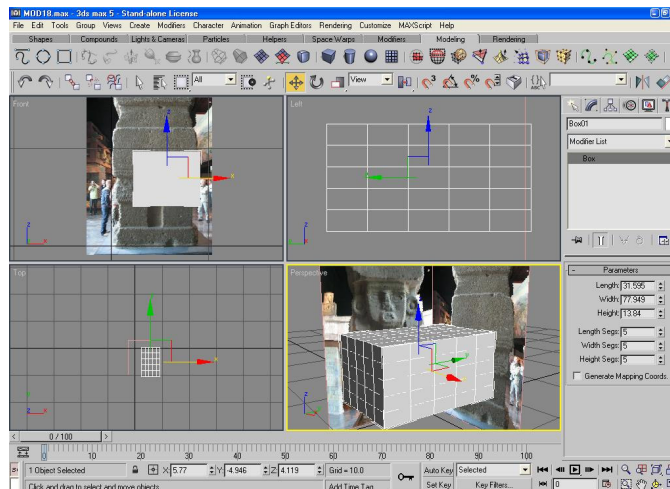 MOD18.max - 3ds max 5 - Stand-alone License
File Edit Tools Group Views Create Modifiers Character Animation Graph Editors Rendering Customize MAXScript Help
Shapes Compounds Lights & Cameras Particles Helpers Space Warps Modifiers Modeling Rendering
All View
Front Left
Box01
Modifier List
Box
Top Perspective
Parameters
Length: 31.595
Width: 77.949
Height: 13.84
Length Segs: 5
Width Segs: 5
Height Segs: 5
Generate Mapping Coords.
0 / 100
0 10 20 30 40 50 60 70 80 90 100
1 Object Selected X: 5.77 Y: -4.946 Z: 4.119 Grid = 10.0 Auto Key Selected
Click and drag to select and move objects Add Time Tag Set Key Key Filters... 0